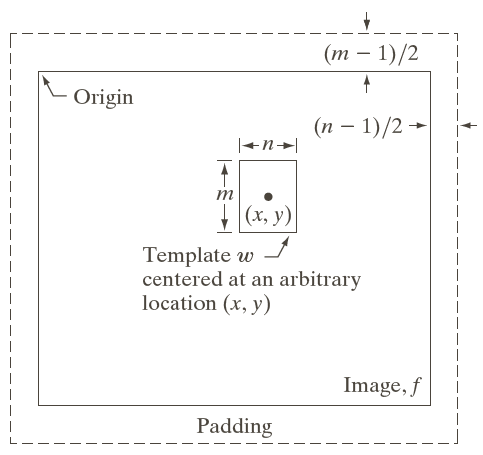 (m − 1)/2
Origin
(n − 1)/2
n
m
(x, y)
Template w
centered at an arbitrary
location (x, y)
Image, f
Padding